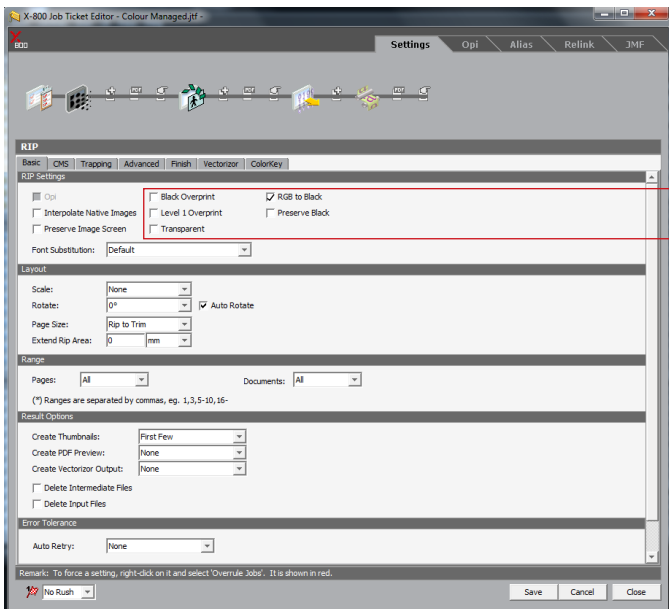 X-800 Job Ticket Editor - Colour Managed.jtf -
X
800
Settings Opi Alias Relink JMF
RIP
Basic CMS Trapping Advanced Finish Vectorizor ColorKey
RIP Settings
Opi Black Overprint RGB to Black
Interpolate Native Images Level 1 Overprint Preserve Black
Preserve Image Screen Transparent
Font Substitution: Default
Layout
Scale: None
Rotate: 0° Auto Rotate
Page Size: Rip to Trim
Extend Rip Area: 0 mm
Range
Pages: All Documents: All
(*) Ranges are separated by commas, eg. 1,3,5-10,16-
Result Options
Create Thumbnails: First Few
Create PDF Preview: None
Create Vectorizor Output: None
Delete Intermediate Files
Delete Input Files
Error Tolerance
Auto Retry: None
Remark: To force a setting, right-click on it and select 'Overrule Jobs'. It is shown in red.
No Rush Save Cancel Close